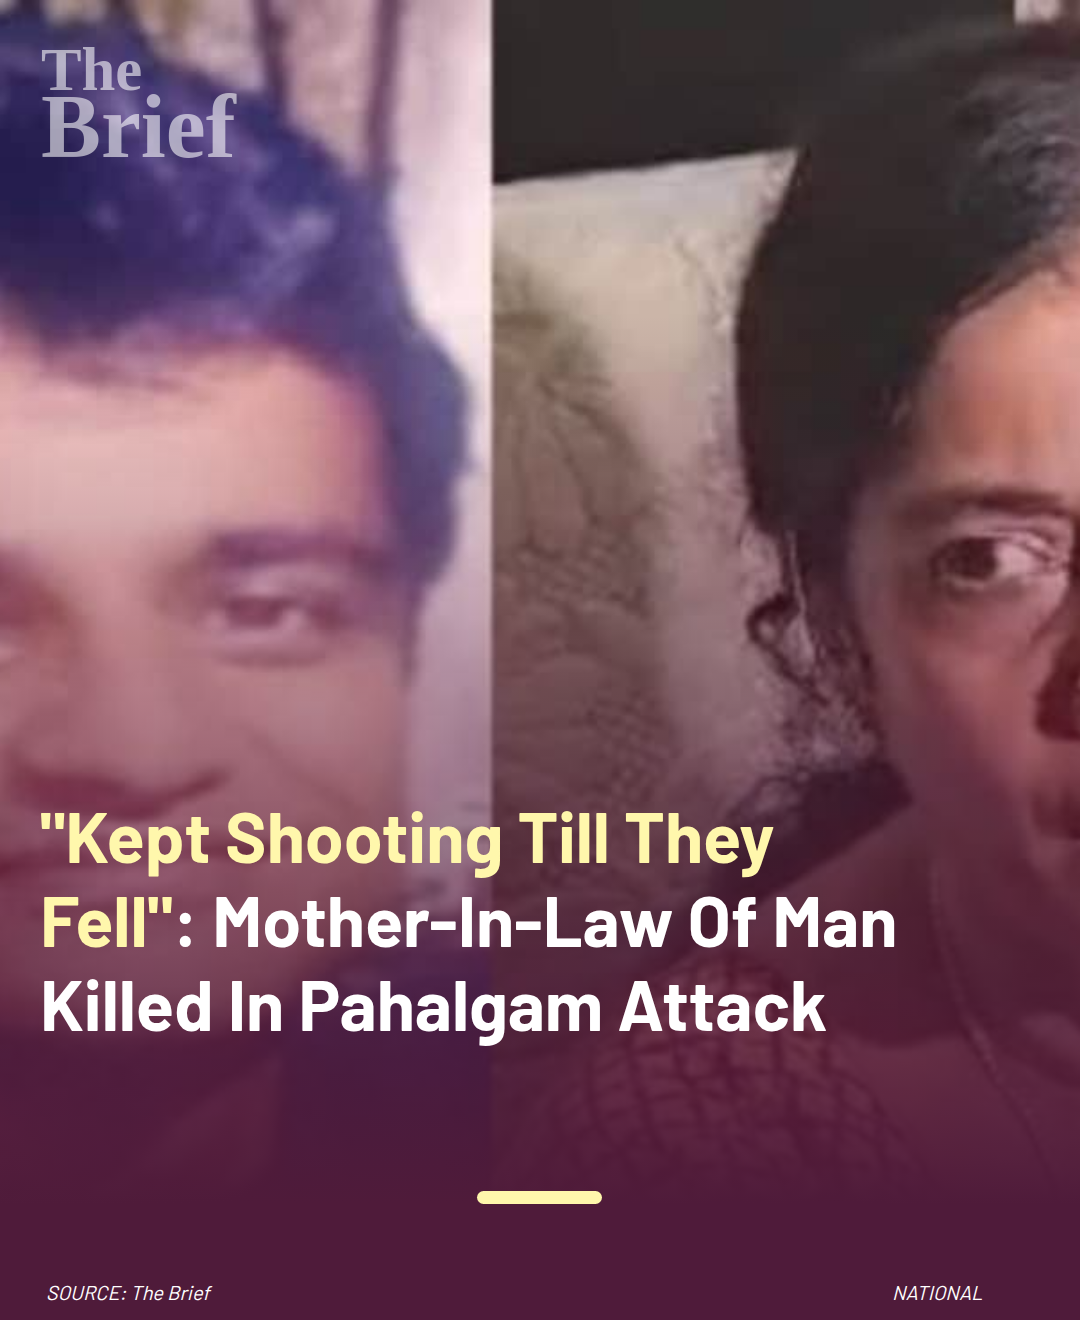 The
Brief
"Kept Shooting Till They
Fell": Mother-In-Law Of Man
Killed In Pahalgam Attack
SOURCE: The Brief
NATIONAL